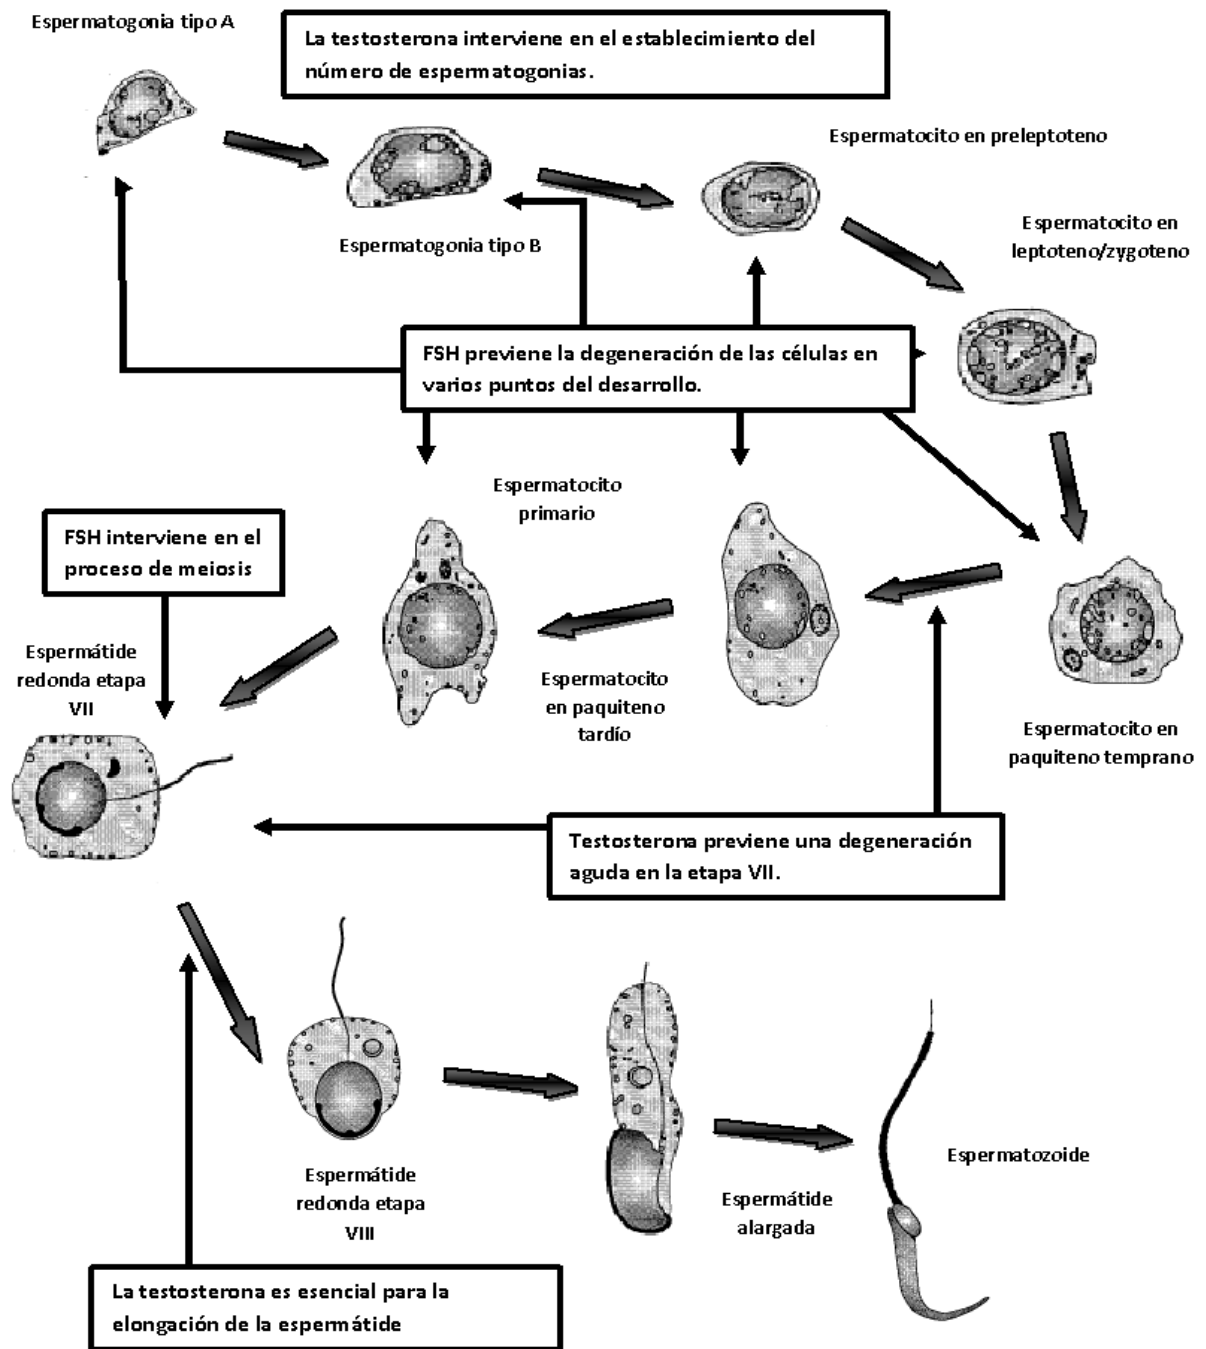 Espermatogonia tipo A
La testosterona interviene en el establecimiento del
número de espermatogonias.
Espermatocito en preleptoteno
Espermatocito en
leptoteno/zygoteno
Espermatogonia tipo B
FSH previene la degeneración de las células en
varios puntos del desarrollo.
Espermatocito
primario
FSH interviene en el
proceso de meiosis
Espermátide
redonda etapa
VII
Espermatocito
en paquiteno
tardío
Espermatocito en
paquiteno temprano
Testosterona previene una degeneración
aguda en la etapa VII.
Espermátide
redonda etapa
VIII
Espermátide
alargada
Espermatozoide
La testosterona es esencial para la
elongación de la espermátide